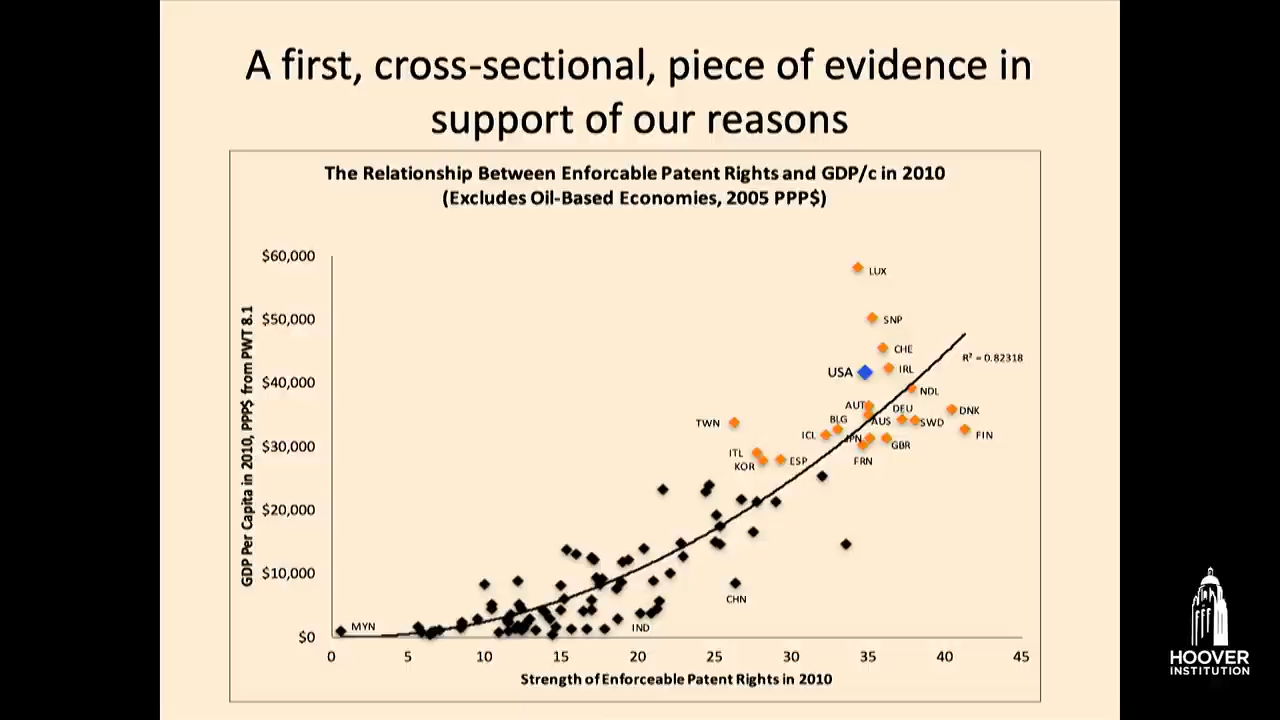 A first, cross-sectional, piece of evidence in
support of our reasons
The Relationship Between Enforcable Patent Rights and GDP/c in 2010
(Excludes Oil-Based Economies, 2005 PPP$)
GDP Per Capita in 2010, PPP$ from PWT 8.1
$60,000
$50,000
$40,000
$30,000
$20,000
$10,000
$0
LUX
SNP
CHE
R² = 0.82318
IRL
USA
NDL
AUT
DEU
DNK
BLG
AUS
SWD
TWN
ICL
JPN
FIN
GBR
ITL
KOR
ESP
FRN
CHN
MYN
IND
0
5
10
15
20
25
30
35
40
45
Strength of Enforceable Patent Rights in 2010
HOOVER
INSTITUTION